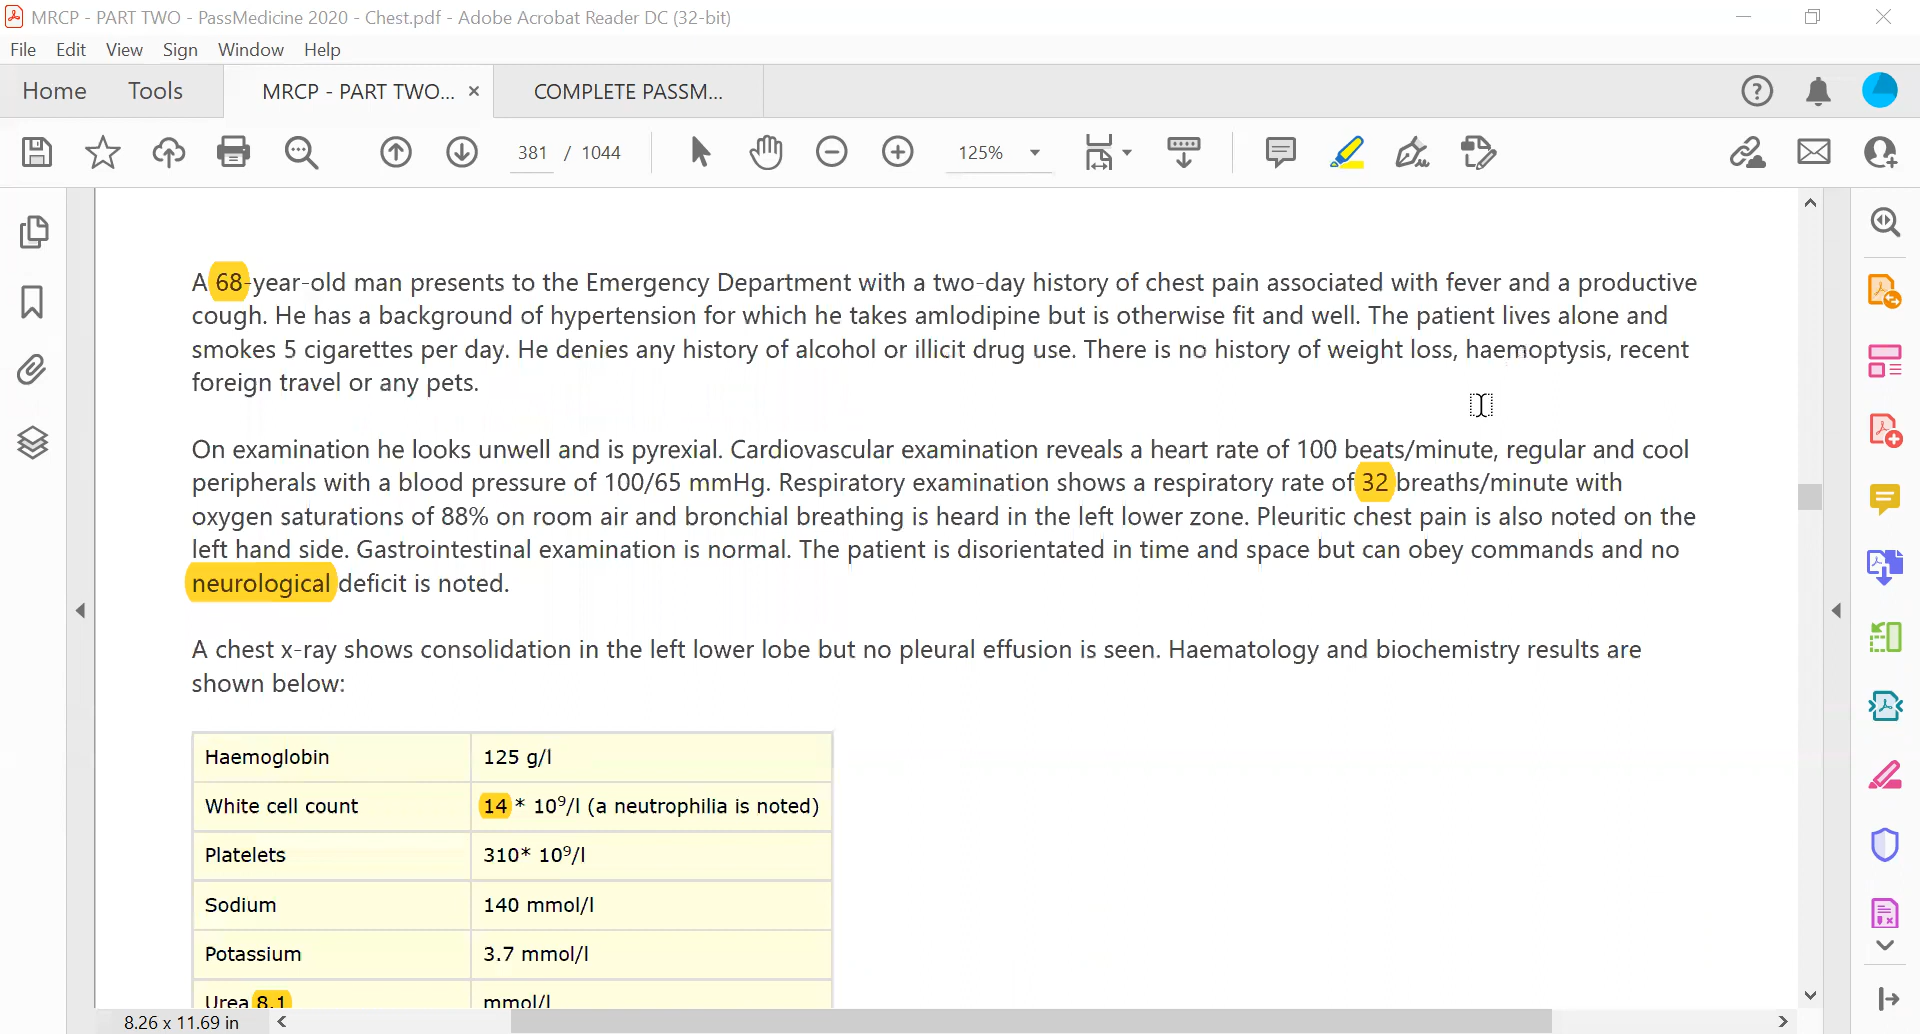 MRCP - PART TWO - PassMedicine 2020 - Chest.pdf - Adobe Acrobat Reader DC (32-bit)
File Edit View Sign Window Help
Home Tools MRCP - PART TWO... × COMPLETE PASSM...
381 / 1044 125%
A 68-year-old man presents to the Emergency Department with a two-day history of chest pain associated with fever and a productive
cough. He has a background of hypertension for which he takes amlodipine but is otherwise fit and well. The patient lives alone and
smokes 5 cigarettes per day. He denies any history of alcohol or illicit drug use. There is no history of weight loss, haemoptysis, recent
foreign travel or any pets.
On examination he looks unwell and is pyrexial. Cardiovascular examination reveals a heart rate of 100 beats/minute, regular and cool
peripherals with a blood pressure of 100/65 mmHg. Respiratory examination shows a respiratory rate of 32 breaths/minute with
oxygen saturations of 88% on room air and bronchial breathing is heard in the left lower zone. Pleuritic chest pain is also noted on the
left hand side. Gastrointestinal examination is normal. The patient is disorientated in time and space but can obey commands and no
neurological deficit is noted.
A chest x-ray shows consolidation in the left lower lobe but no pleural effusion is seen. Haematology and biochemistry results are
shown below:
Haemoglobin 125 g/l
White cell count 14 * 10⁹/l (a neutrophilia is noted)
Platelets 310* 10⁹/l
Sodium 140 mmol/l
Potassium 3.7 mmol/l
Urea 8.1 mmol/l
8.26 x 11.69 in